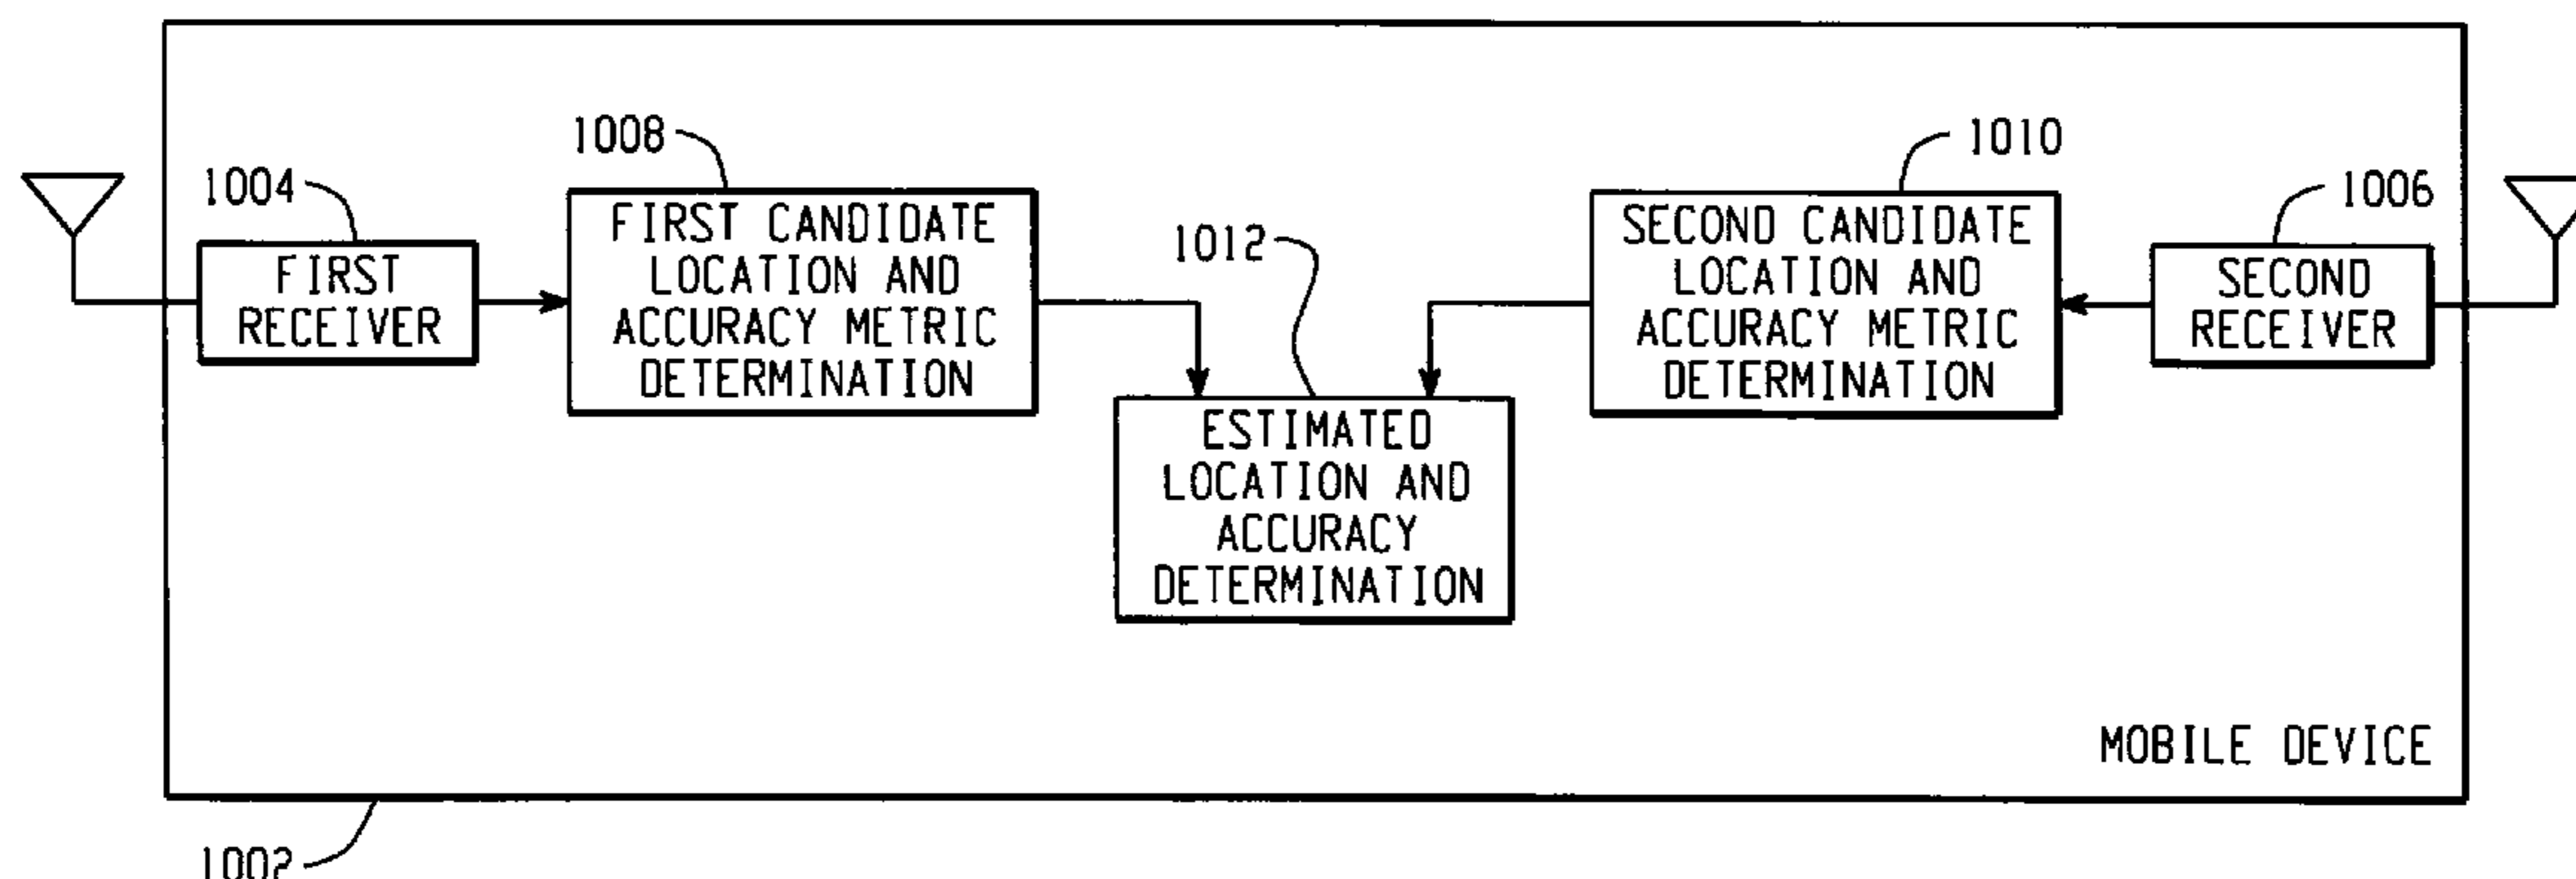 1008
1010
1004
1006
1012
FIRST CANDIDATE
LOCATION AND
ACCURACY METRIC
DETERMINATION
SECOND CANDIDATE
LOCATION AND
ACCURACY METRIC
DETERMINATION
FIRST
RECEIVER
SECOND
RECEIVER
ESTIMATED
LOCATION AND
ACCURACY
DETERMINATION
MOBILE DEVICE
1002